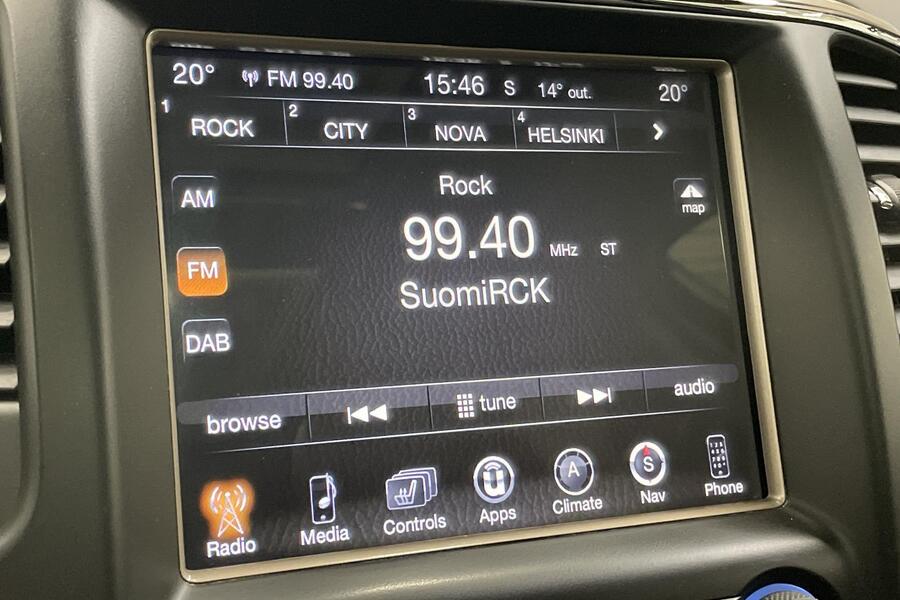 20° FM 99.40 15:46 S 14° out. 20°
1 ROCK 2 CITY 3 NOVA 4 HELSINKI
Rock
AM
map
99.40 MHz ST
FM
SuomiRCK
DAB
browse tune audio
Radio Media Controls Apps A Climate S Nav Phone